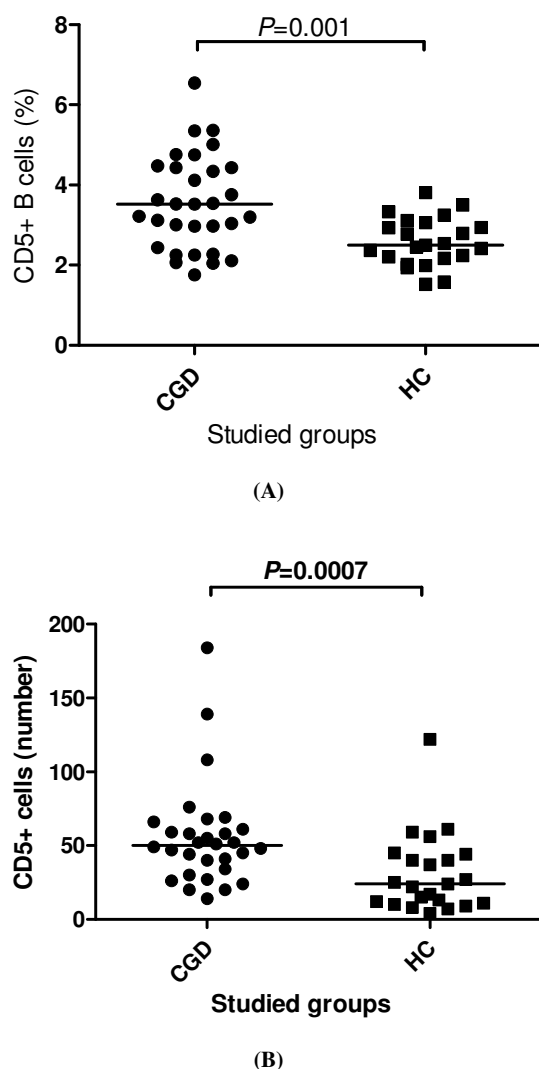 P=0.001
8
6
4
2
0
CD5+ B cells (%)
CGD
HC
Studied groups
(A)
P=0.0007
200
150
100
50
0
CD5+ cells (number)
CGD
HC
Studied groups
(B)